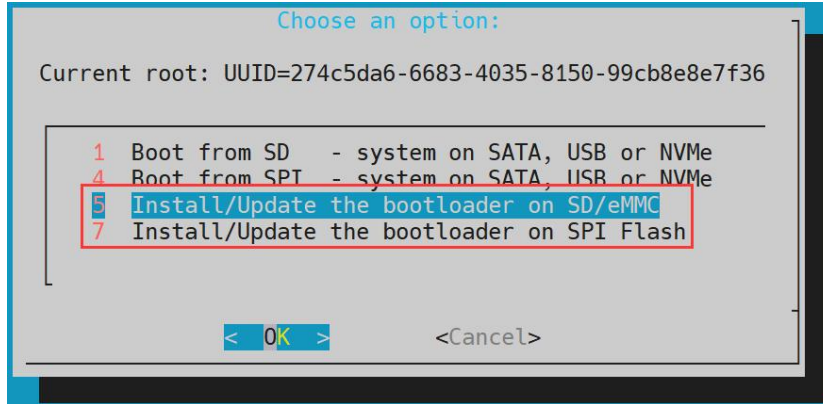 Choose an option:
Current root: UUID=274c5da6-6683-4035-8150-99cb8e8e7f36
1 Boot from SD - system on SATA, USB or NVMe
4 Boot from SPI - system on SATA, USB or NVMe
5 Install/Update the bootloader on SD/eMMC
7 Install/Update the bootloader on SPI Flash
< OK > <Cancel>